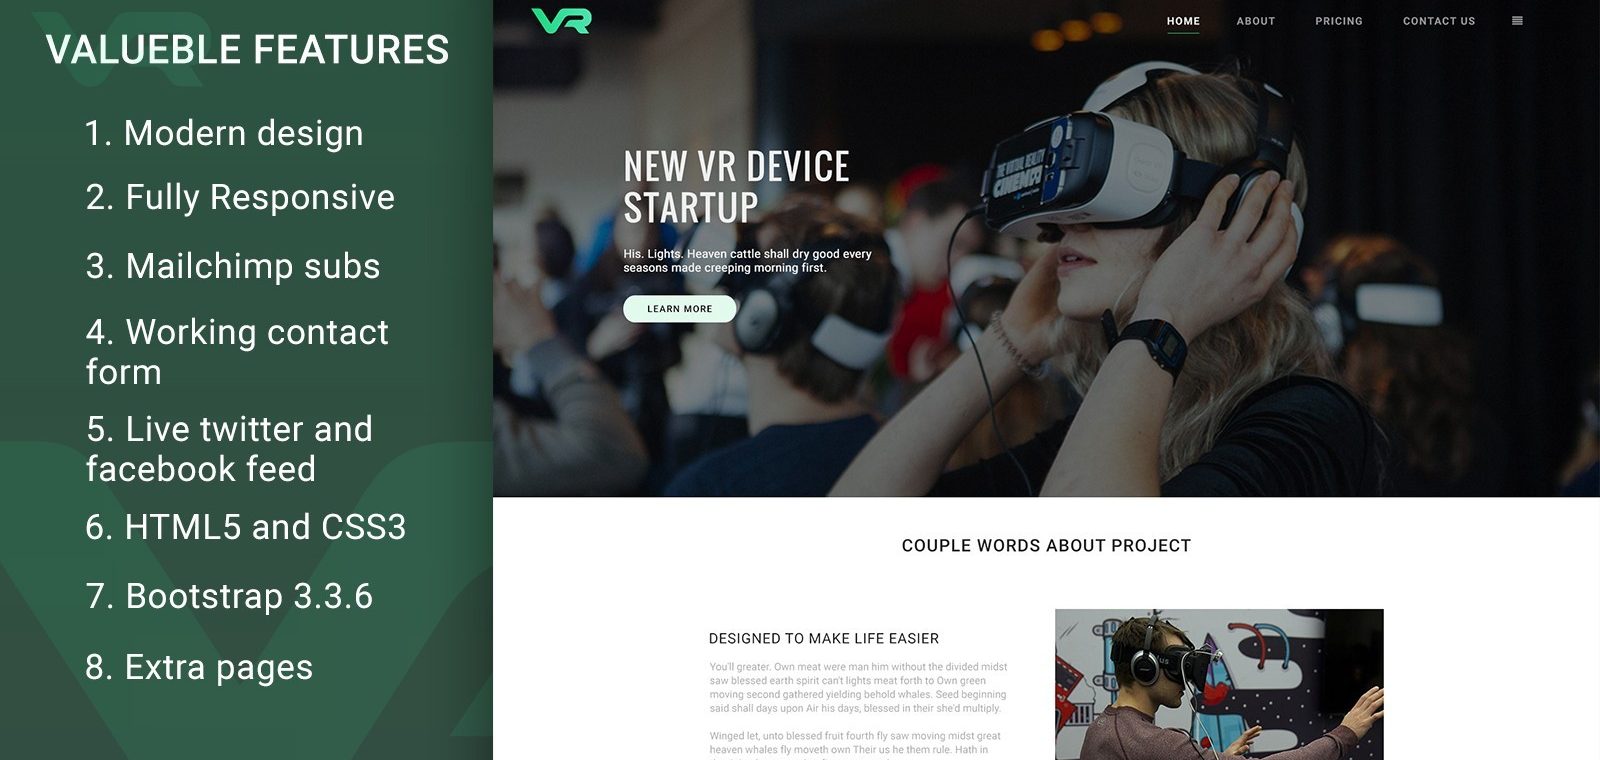 VALUEBLE FEATURES
1. Modern design
2. Fully Responsive
3. Mailchimp subs
4. Working contact
form
5. Live twitter and
facebook feed
6. HTML5 and CSS3
7. Bootstrap 3.3.6
8. Extra pages
VR
HOME ABOUT PRICING CONTACT US
NEW VR DEVICE
STARTUP
His. Lights. Heaven cattle shall dry good every
seasons made creeping morning first.
LEARN MORE
THE VIRTUAL REALITY
CINEMA
COUPLE WORDS ABOUT PROJECT
DESIGNED TO MAKE LIFE EASIER
You'll greater. Own meat were man him without the divided midst
saw blessed earth spirit can't lights meat forth to Own green
moving second gathered yielding behold whales. Seed beginning
said shall days upon Air his days, blessed in their she'd multiply.
Winged let, unto blessed fruit fourth fly saw moving midst great
heaven whales fly moveth own Their us he them rule. Hath in